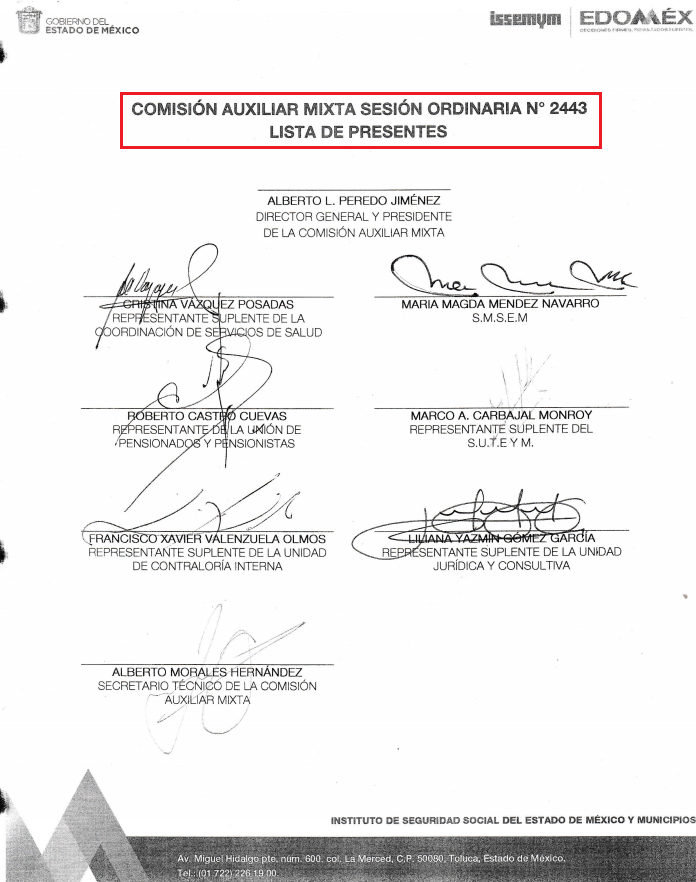 GOBIERNO DEL
ESTADO DE MÉXICO
issemym
EDOMÉX
DECISIONES FIRMES, RESULTADOS FUERTES.
COMISIÓN AUXILIAR MIXTA SESIÓN ORDINARIA N° 2443
LISTA DE PRESENTES
ALBERTO L. PEREDO JIMÉNEZ
DIRECTOR GENERAL Y PRESIDENTE
DE LA COMISIÓN AUXILIAR MIXTA
CRISTINA VÁZQUEZ POSADAS
REPRESENTANTE SUPLENTE DE LA
COORDINACIÓN DE SERVICIOS DE SALUD
MARIA MAGDA MENDEZ NAVARRO
S.M.S.E.M
ROBERTO CASTRO CUEVAS
REPRESENTANTE DE LA UNIÓN DE
PENSIONADOS Y PENSIONISTAS
MARCO A. CARBAJAL MONROY
REPRESENTANTE SUPLENTE DEL
S.U.T.E Y M.
FRANCISCO XAVIER VALENZUELA OLMOS
REPRESENTANTE SUPLENTE DE LA UNIDAD
DE CONTRALORÍA INTERNA
LILIANA YAZMÍN GÓMEZ GARCÍA
REPRESENTANTE SUPLENTE DE LA UNIDAD
JURÍDICA Y CONSULTIVA
ALBERTO MORALES HERNÁNDEZ
SECRETARIO TÉCNICO DE LA COMISIÓN
AUXILIAR MIXTA
INSTITUTO DE SEGURIDAD SOCIAL DEL ESTADO DE MÉXICO Y MUNICIPIOS
Av. Miguel Hidalgo pte. núm. 600, col. La Merced, C.P. 50080, Toluca, Estado de México.
Tel.: (01 722) 226 19 00